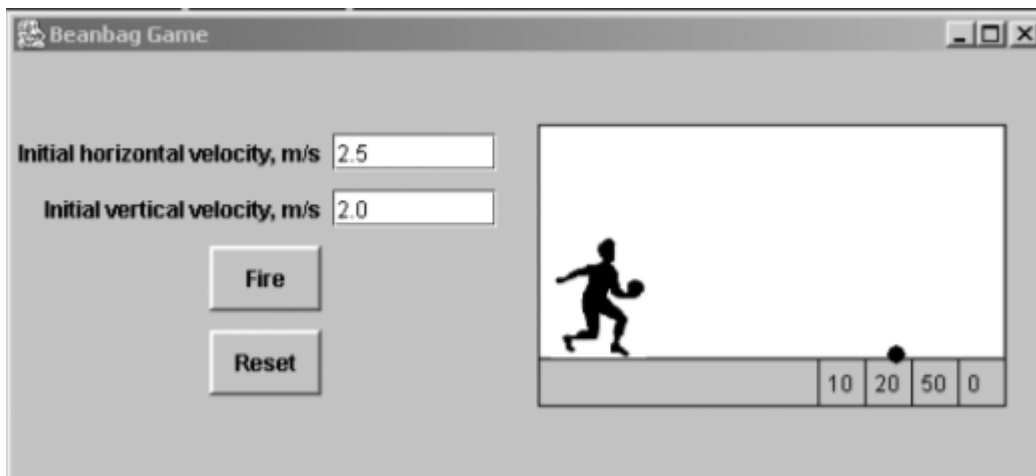 Beanbag Game
Initial horizontal velocity, m/s 2.5
Initial vertical velocity, m/s 2.0
Fire
Reset
10 20 50 0